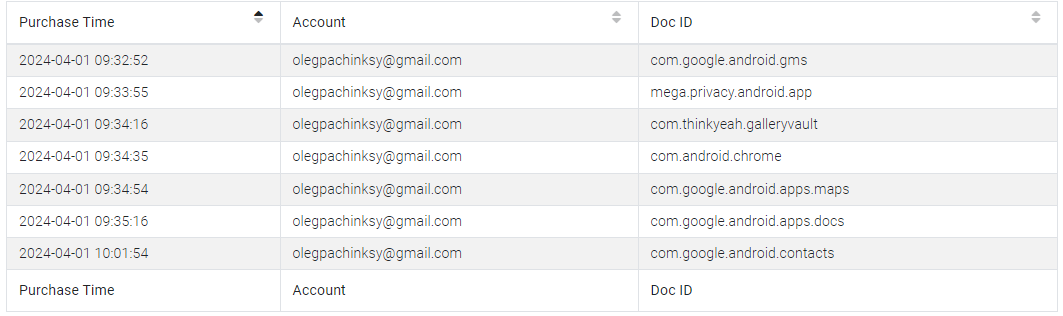 Purchase Time Account Doc ID
2024-04-01 09:32:52 olegpachinksy@gmail.com com.google.android.gms
2024-04-01 09:33:55 olegpachinksy@gmail.com mega.privacy.android.app
2024-04-01 09:34:16 olegpachinksy@gmail.com com.thinkyeah.galleryvault
2024-04-01 09:34:35 olegpachinksy@gmail.com com.android.chrome
2024-04-01 09:34:54 olegpachinksy@gmail.com com.google.android.apps.maps
2024-04-01 09:35:16 olegpachinksy@gmail.com com.google.android.apps.docs
2024-04-01 10:01:54 olegpachinksy@gmail.com com.google.android.contacts
Purchase Time Account Doc ID